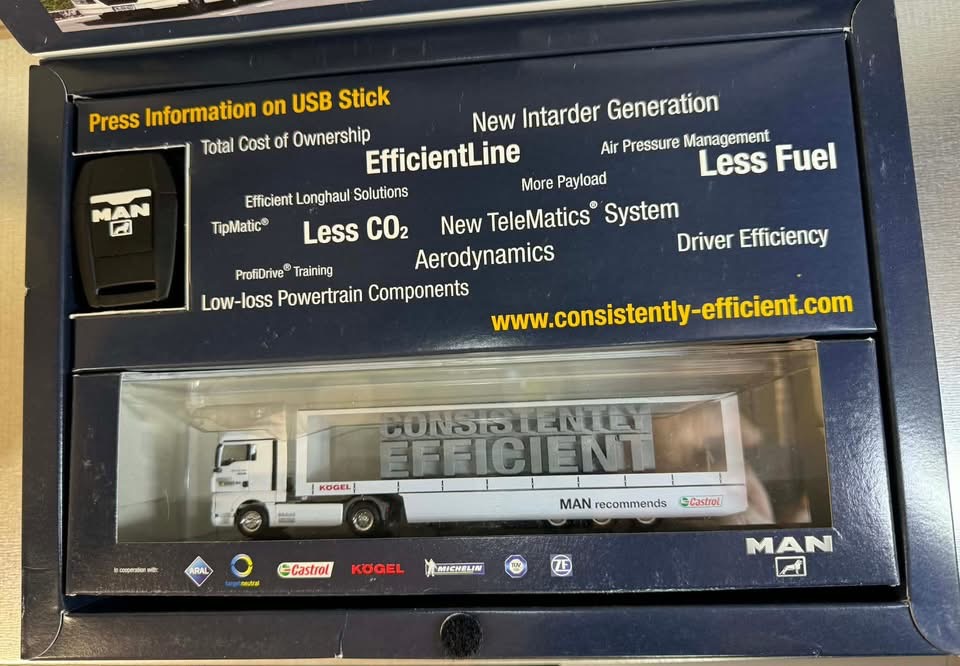 Press Information on USB Stick
Total Cost of Ownership
New Intarder Generation
EfficientLine
Air Pressure Management
Less Fuel
Efficient Longhaul Solutions
More Payload
MAN
TipMatic®
Less CO₂
New TeleMatics® System
Driver Efficiency
Aerodynamics
ProfiDrive® Training
Low-loss Powertrain Components
www.consistently-efficient.com
CONSISTENTLY
EFFICIENT
KÖGEL
MAN recommends Castrol
MAN
In cooperation with:
ARAL
targetneutral
Castrol
KÖGEL
MICHELIN
TÜV
ZF